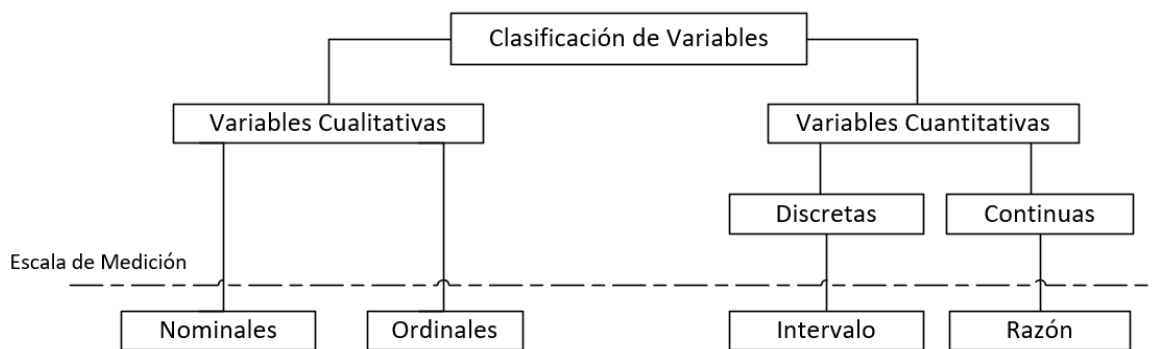 Clasificación de Variables
Variables Cualitativas
Variables Cuantitativas
Discretas
Continuas
Escala de Medición
Nominales
Ordinales
Intervalo
Razón